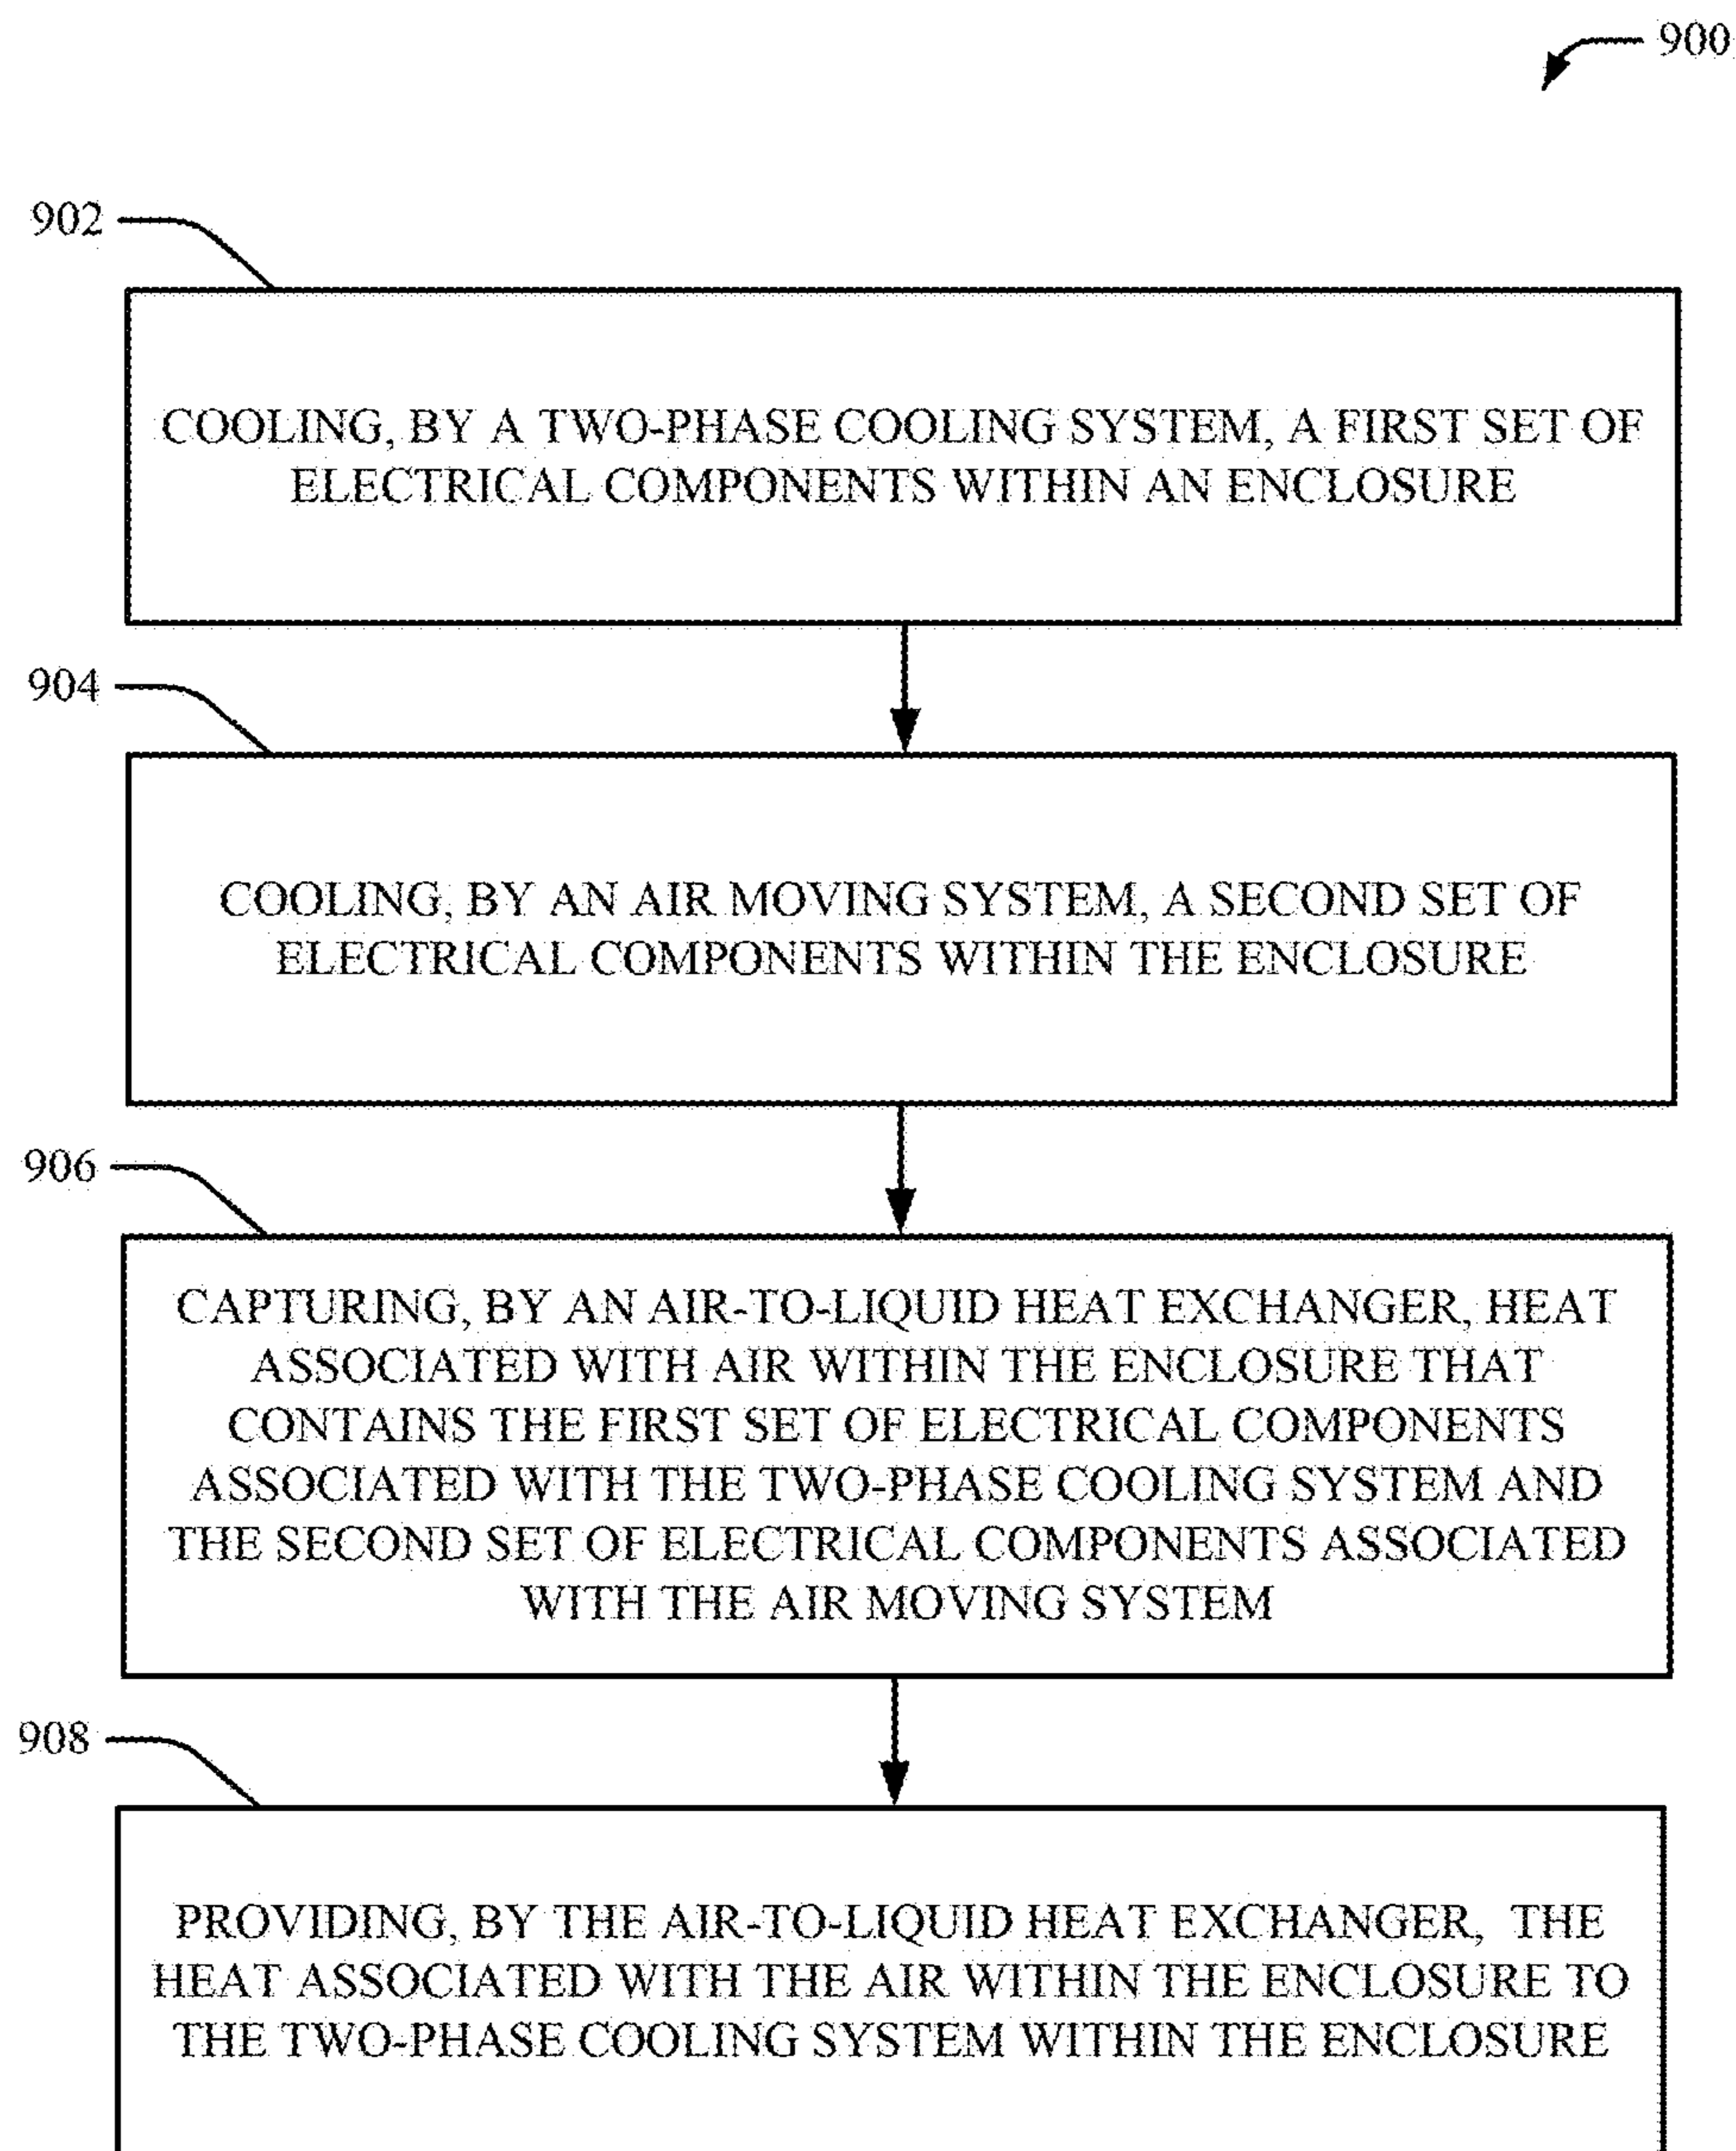 900
902
COOLING, BY A TWO-PHASE COOLING SYSTEM, A FIRST SET OF
ELECTRICAL COMPONENTS WITHIN AN ENCLOSURE
904
COOLING, BY AN AIR MOVING SYSTEM, A SECOND SET OF
ELECTRICAL COMPONENTS WITHIN THE ENCLOSURE
906
CAPTURING, BY AN AIR-TO-LIQUID HEAT EXCHANGER, HEAT
ASSOCIATED WITH AIR WITHIN THE ENCLOSURE THAT
CONTAINS THE FIRST SET OF ELECTRICAL COMPONENTS
ASSOCIATED WITH THE TWO-PHASE COOLING SYSTEM AND
THE SECOND SET OF ELECTRICAL COMPONENTS ASSOCIATED
WITH THE AIR MOVING SYSTEM
908
PROVIDING, BY THE AIR-TO-LIQUID HEAT EXCHANGER, THE
HEAT ASSOCIATED WITH THE AIR WITHIN THE ENCLOSURE TO
THE TWO-PHASE COOLING SYSTEM WITHIN THE ENCLOSURE